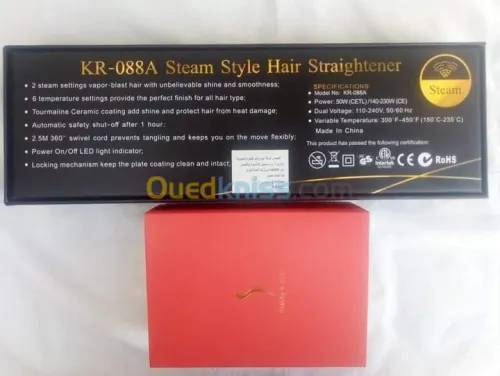 KR-088A Steam Style Hair Straightener
• 2 steam settings vapor-blast hair with unbelievable shine and smoothness;
• 6 temperature settings provide the perfect finish for all hair type;
• Tourmaline Ceramic coating add shine and protect hair from heat damage;
• Automatic safety shut-off after 1 hour;
• 2.5M 360° swivel cord prevents tangling and keeps you on the move flexibly;
• Power On/Off LED light indicator;
• Locking mechanism keep the plate coating clean and intact
SPECIFICATIONS:
• Model No: KR-088A
• Power: 50W (CETL)/140-230W (CE)
• Dual Voltage: 110-240V, 50/60 Hz
• Variable Temperature: 300°F-450°F (150°C-235°C)
Made In China
Steam
This product has passed the following certifications:
GS
ETL
Intertek
CE
RoHS
Ouedkniss.com